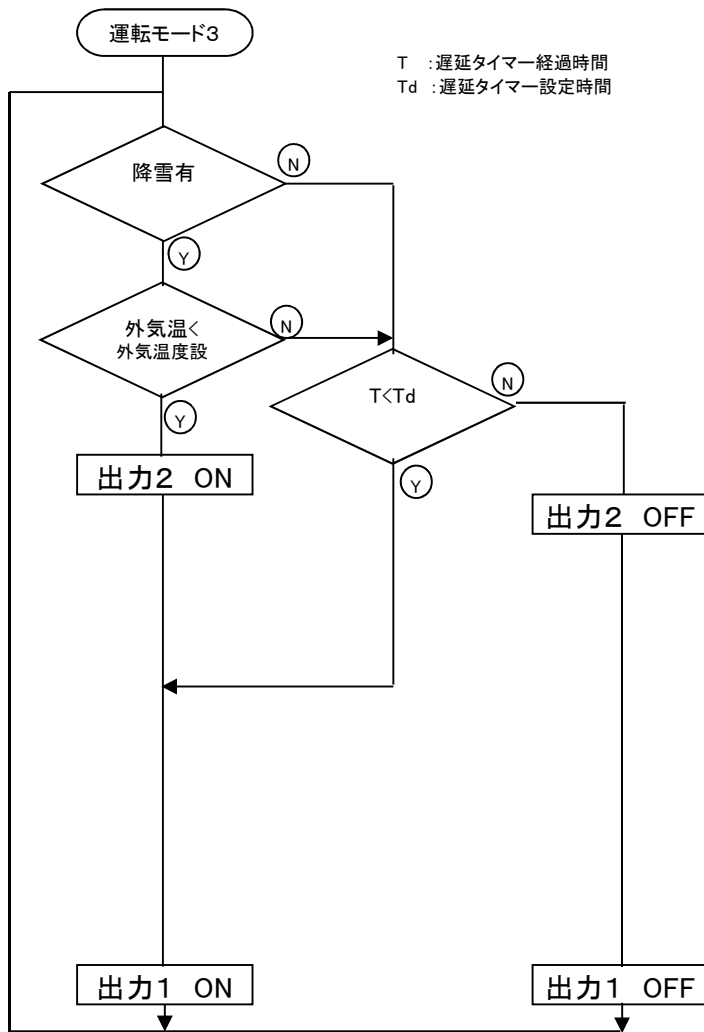 運転モード3
T :遅延タイマー経過時間
Td :遅延タイマー設定時間
降雪有
N
Y
外気温<
外気温度設
N
Y
T<Td
N
Y
出力2 ON
出力2 OFF
出力1 ON
出力1 OFF